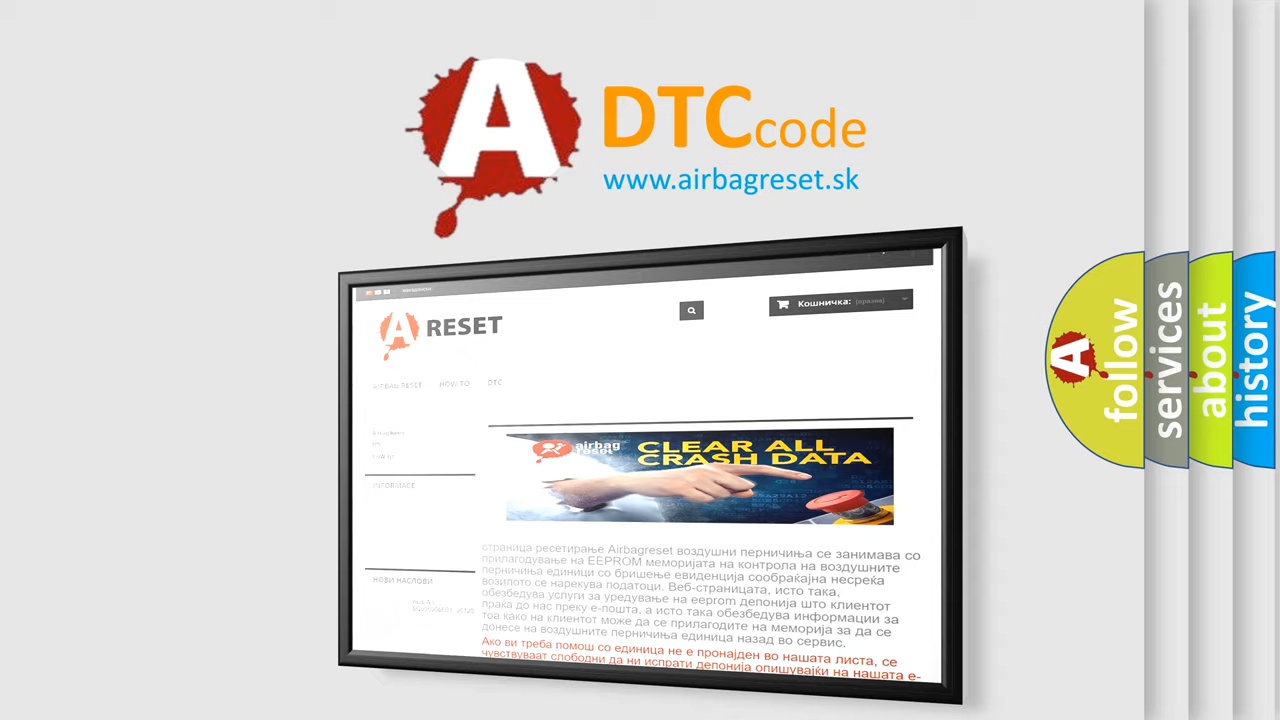 A
DTCcode
www.airbagreset.sk
Кошничка: (празна)
A RESET
AIRBAG RESET HOW TO DTC
airbag
reset
CLEAR ALL
CRASH DATA
INFORMACE
НОВИ НАСЛОВИ
страница ресетирање Airbagreset воздушни перничиња се занимава со
прилагодување на EEPROM меморијата на контрола на воздушните
перничиња единици со бришење евиденција сообраќајна несреќа
возилото се нарекува податоци. Веб-страницата, исто така,
обезбедува услуги за уредување на eeprom депонија што клиентот
праќа до нас преку е-пошта, а исто така обезбедува информации за
тоа како на клиентот може да се прилагодите на меморија за да се
донесе на воздушните перничиња единица назад во сервис.
Ако ви треба помош со единица не е пронајден во нашата листа, се
чувствуваат слободни да ни испрати депонија опишувајќи на нашата е-
A
follow
services
about
history